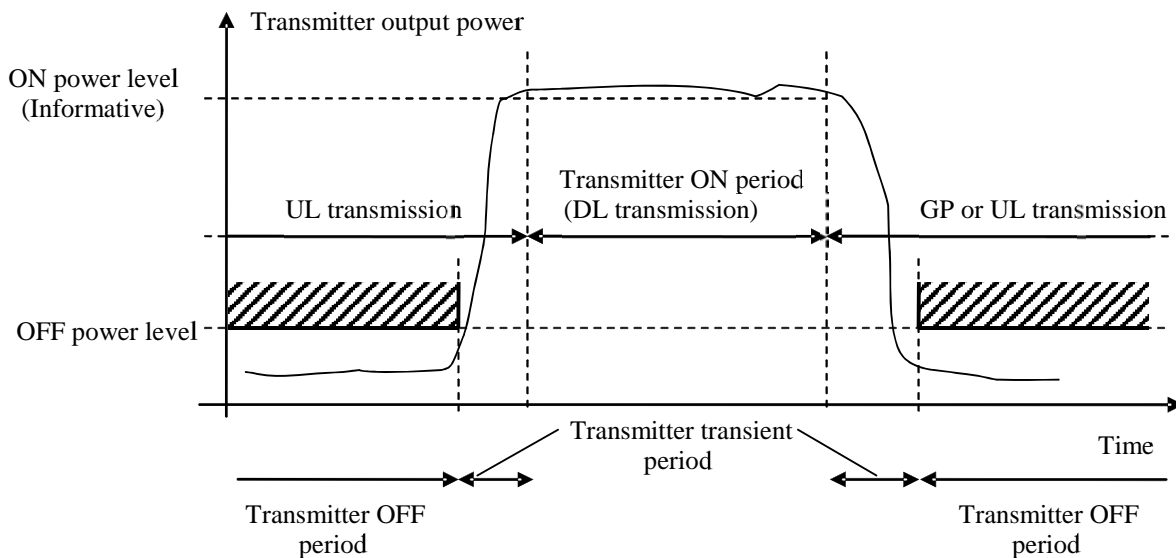 Transmitter output power
ON power level
(Informative)
Transmitter ON period
(DL transmission)
UL transmission
GP or UL transmission
OFF power level
Transmitter transient
period
Time
Transmitter OFF
period
Transmitter OFF
period